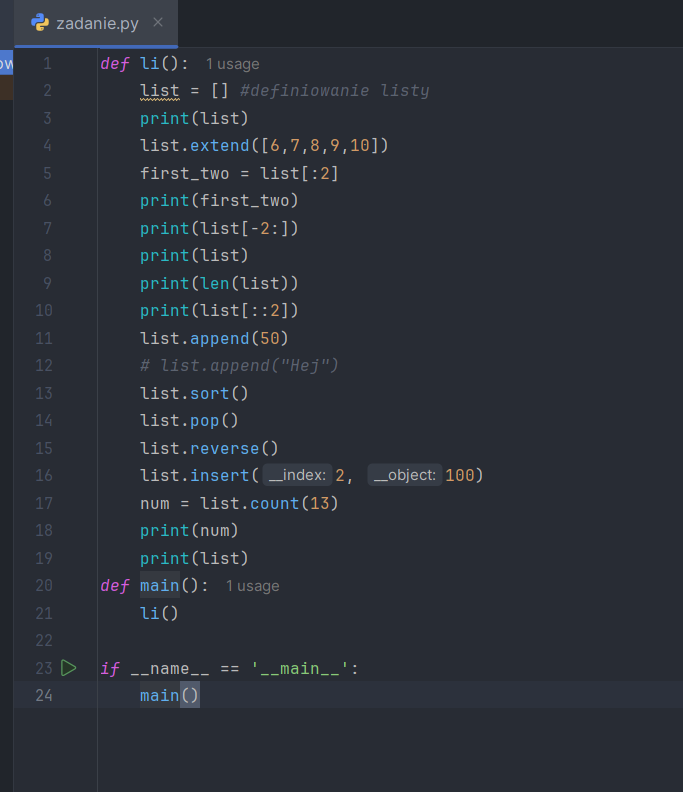 zadanie.py
ow
1 def li(): 1 usage
2     list = [] #definiowanie listy
3     print(list)
4     list.extend([6,7,8,9,10])
5     first_two = list[:2]
6     print(first_two)
7     print(list[-2:])
8     print(list)
9     print(len(list))
10     print(list[::2])
11     list.append(50)
12     # list.append("Hej")
13     list.sort()
14     list.pop()
15     list.reverse()
16     list.insert( __index: 2, __object: 100)
17     num = list.count(13)
18     print(num)
19     print(list)
20 def main(): 1 usage
21     li()
22
23 if __name__ == '__main__':
24     main()